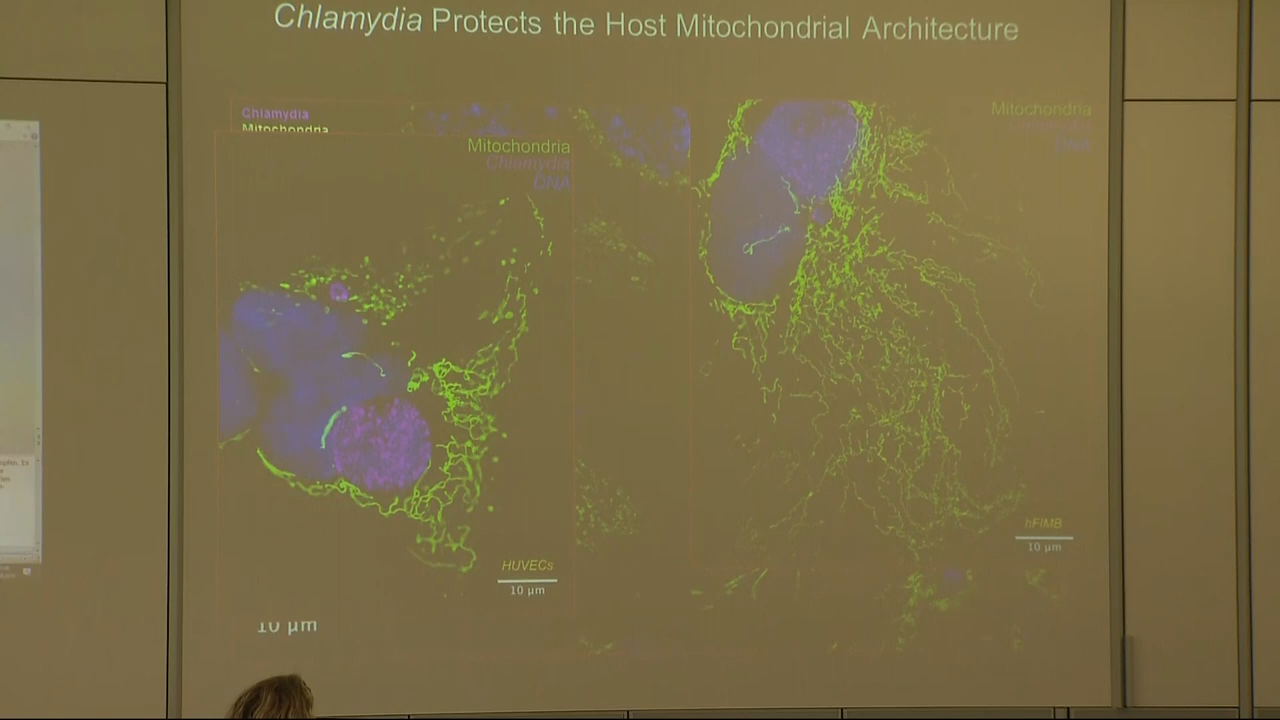 Chlamydia Protects the Host Mitochondrial Architecture
Chlamydia
Mitochondria
Mitochondria
Chlamydia
DNA
Mitochondria
DNA
HUVECs
10 µm
hFIMB
10 µm
10 µm